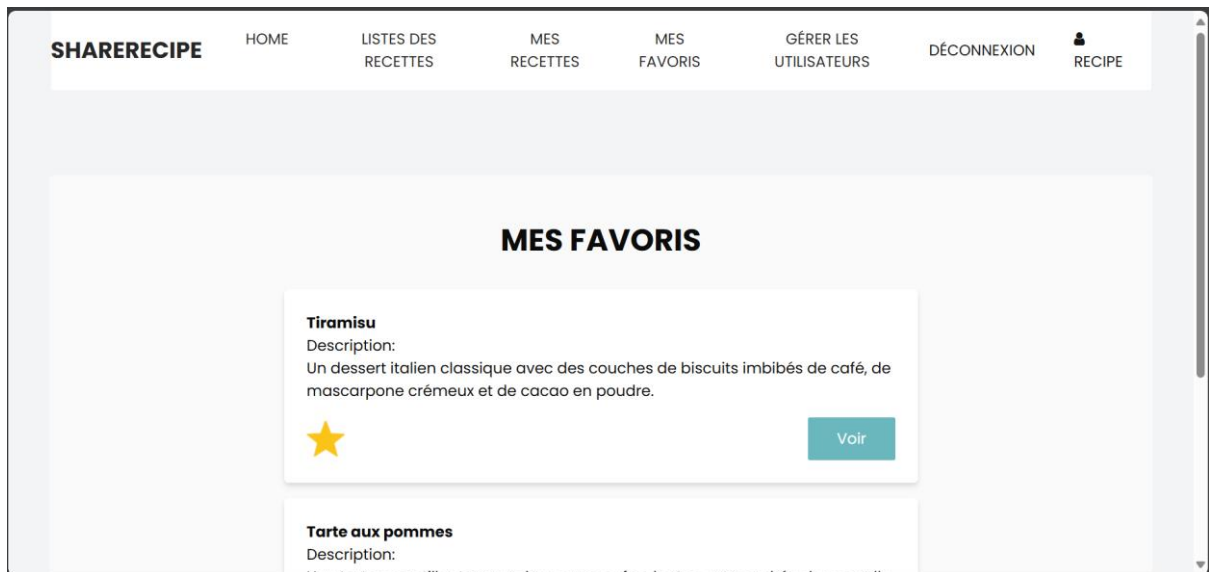 SHARERECIPE
HOME
LISTES DES
RECETTES
MES
RECETTES
MES
FAVORIS
GÉRER LES
UTILISATEURS
DÉCONNEXION
RECIPE
MES FAVORIS
Tiramisu
Description:
Un dessert italien classique avec des couches de biscuits imbibés de café, de
mascarpone crémeux et de cacao en poudre.
Voir
Tarte aux pommes
Description: